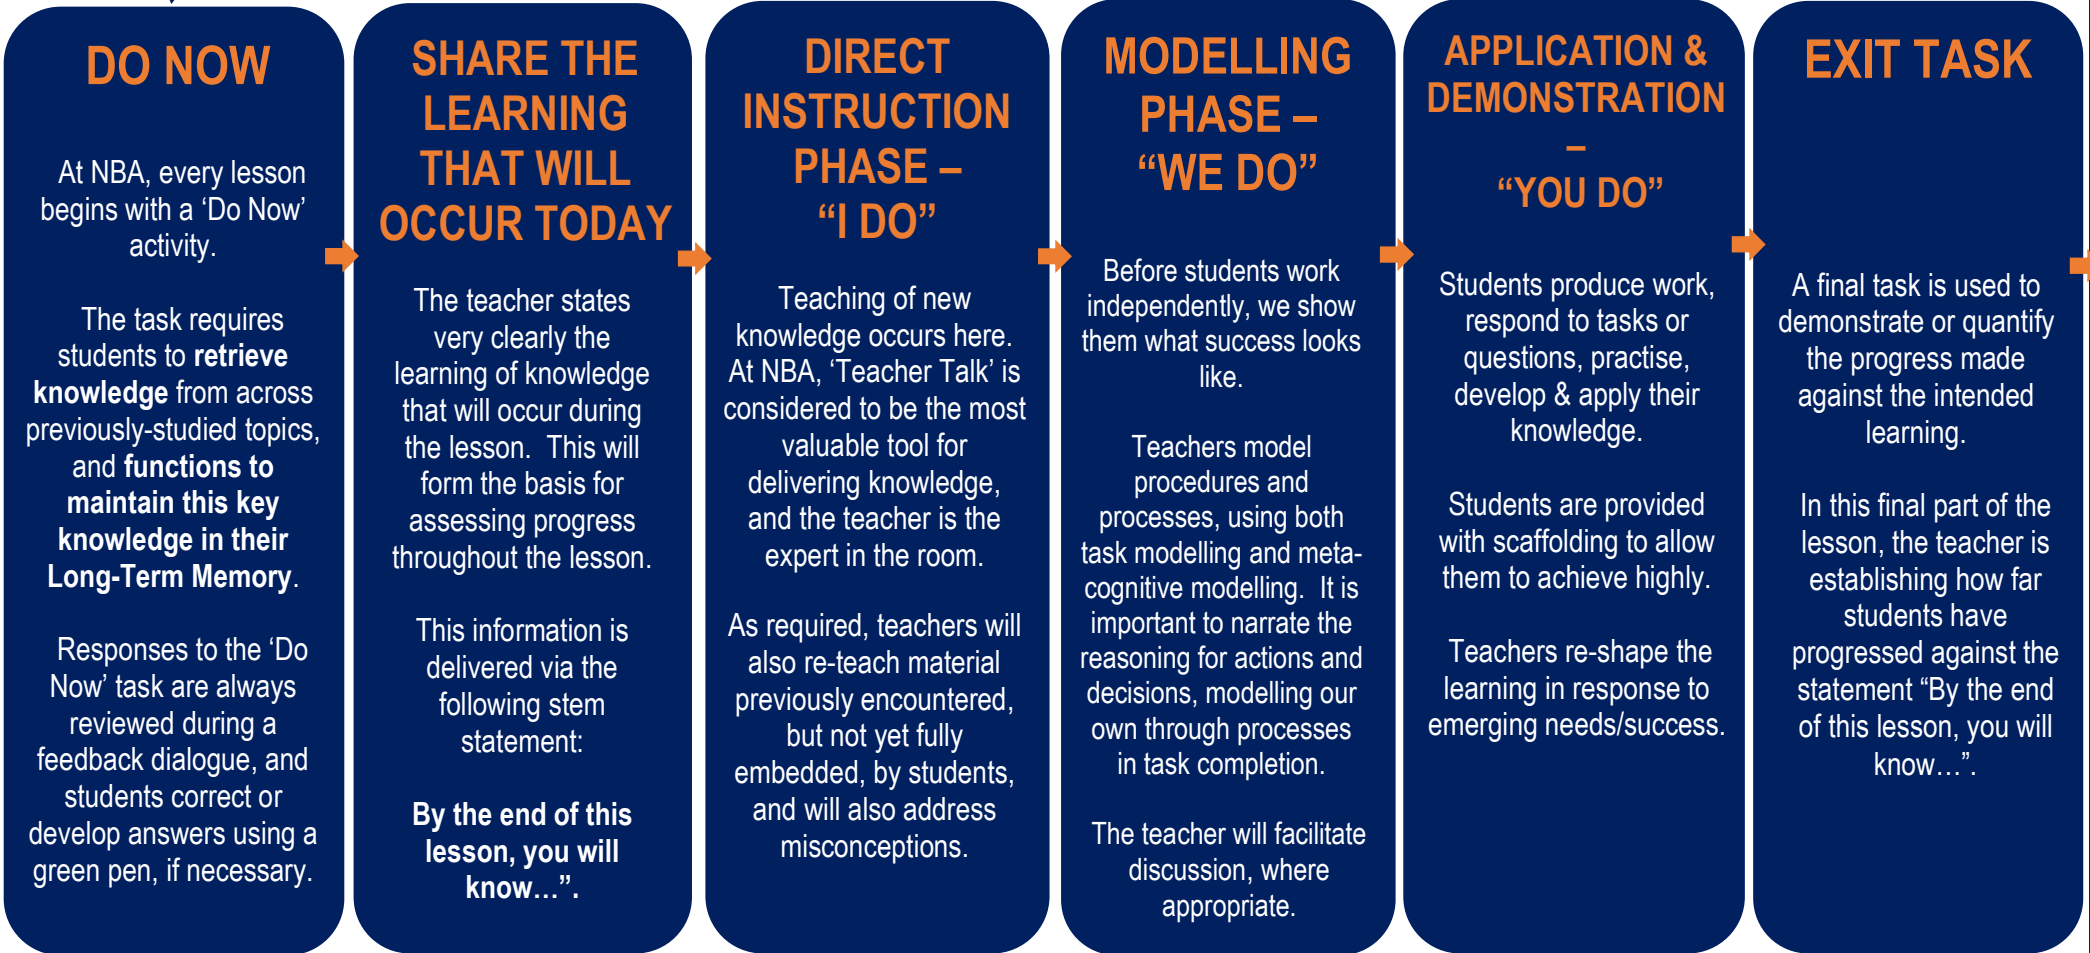 DO NOW
At NBA, every lesson
begins with a ‘Do Now’
activity.
The task requires
students to retrieve
knowledge from across
previously-studied topics,
and functions to
maintain this key
knowledge in their
Long-Term Memory.
Responses to the ‘Do
Now’ task are always
reviewed during a
feedback dialogue, and
students correct or
develop answers using a
green pen, if necessary.
SHARE THE
LEARNING
THAT WILL
OCCUR TODAY
The teacher states
very clearly the
learning of knowledge
that will occur during
the lesson. This will
form the basis for
assessing progress
throughout the lesson.
This information is
delivered via the
following stem
statement:
By the end of this
lesson, you will
know…”.
DIRECT
INSTRUCTION
PHASE –
“I DO”
Teaching of new
knowledge occurs here.
At NBA, ‘Teacher Talk’ is
considered to be the most
valuable tool for
delivering knowledge,
and the teacher is the
expert in the room.
As required, teachers will
also re-teach material
previously encountered,
but not yet fully
embedded, by students,
and will also address
misconceptions.
MODELLING
PHASE –
“WE DO”
Before students work
independently, we show
them what success looks
like.
Teachers model
procedures and
processes, using both
task modelling and meta-
cognitive modelling. It is
important to narrate the
reasoning for actions and
decisions, modelling our
own through processes
in task completion.
The teacher will facilitate
discussion, where
appropriate.
APPLICATION &
DEMONSTRATION
–
“YOU DO”
Students produce work,
respond to tasks or
questions, practise,
develop & apply their
knowledge.
Students are provided
with scaffolding to allow
them to achieve highly.
Teachers re-shape the
learning in response to
emerging needs/success.
EXIT TASK
A final task is used to
demonstrate or quantify
the progress made
against the intended
learning.
In this final part of the
lesson, the teacher is
establishing how far
students have
progressed against the
statement “By the end
of this lesson, you will
know…”.